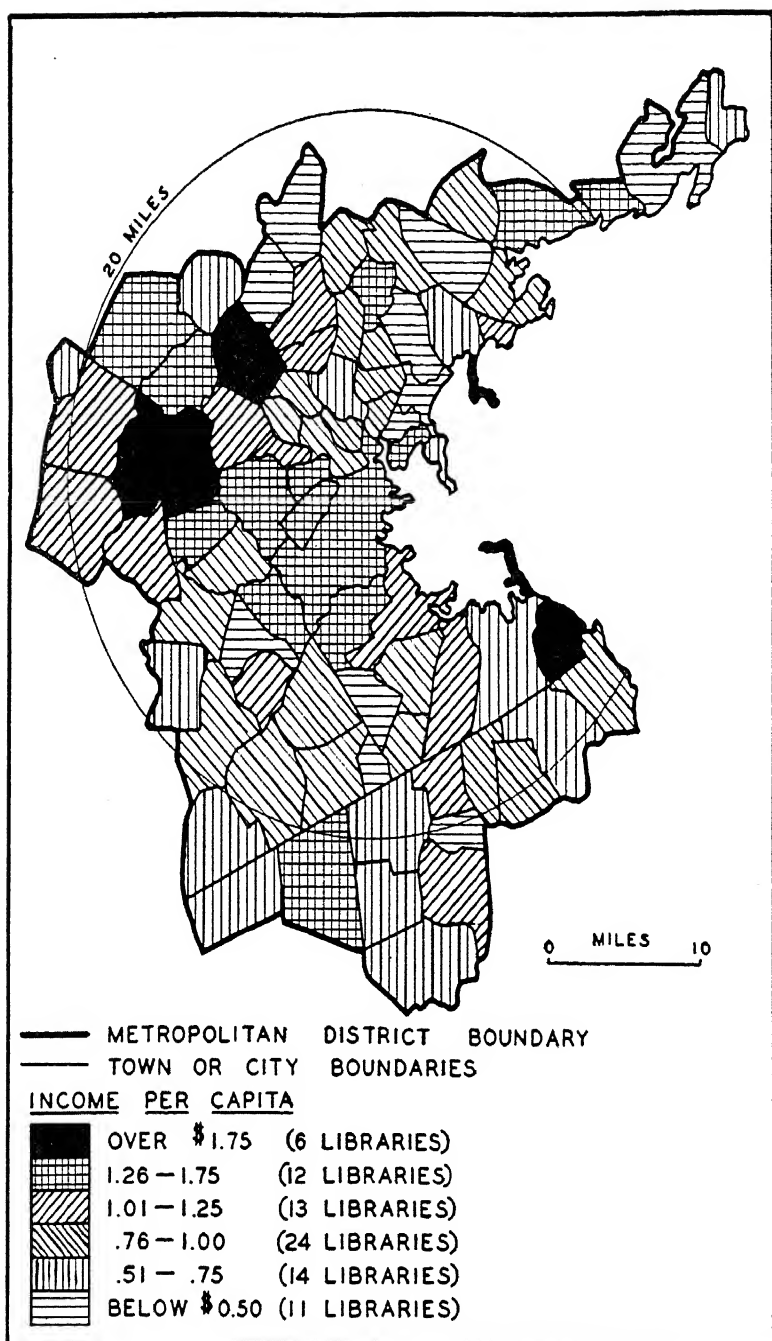 20 MILES
0 MILES 10
METROPOLITAN DISTRICT BOUNDARY
TOWN OR CITY BOUNDARIES
INCOME PER CAPITA
OVER $1.75 (6 LIBRARIES)
1.26—1.75 (12 LIBRARIES)
1.01—1.25 (13 LIBRARIES)
.76—1.00 (24 LIBRARIES)
.51— .75 (14 LIBRARIES)
BELOW $0.50 (11 LIBRARIES)